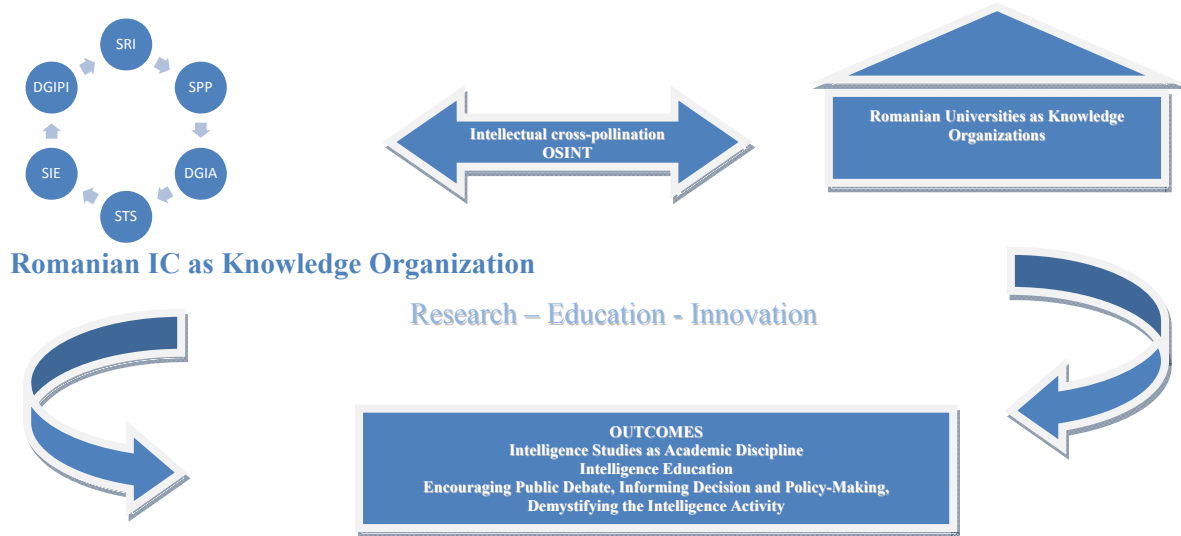 SRI
SPP
DGIA
STS
SIE
DGIPI
Intellectual cross-pollination
OSINT
Romanian Universities as Knowledge
Organizations
Romanian IC as Knowledge Organization
Research – Education - Innovation
OUTCOMES
Intelligence Studies as Academic Discipline
Intelligence Education
Encouraging Public Debate, Informing Decision and Policy-Making,
Demystifying the Intelligence Activity